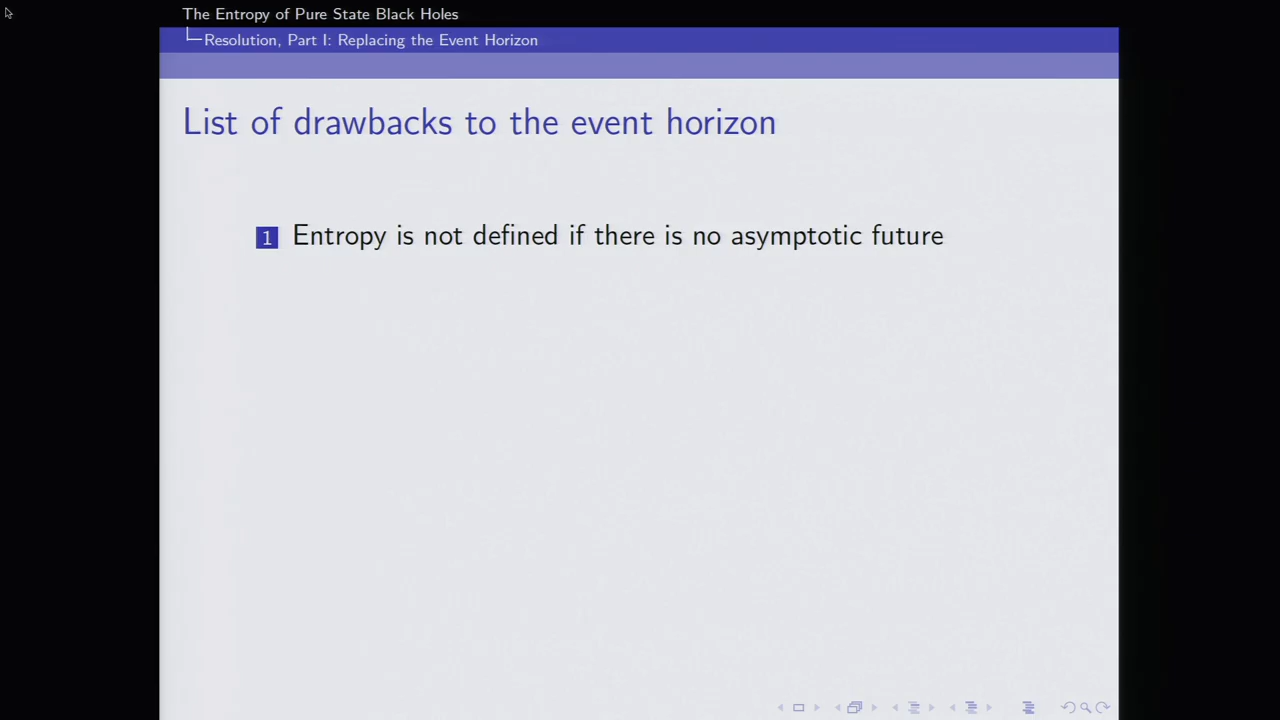 The Entropy of Pure State Black Holes
Resolution, Part I: Replacing the Event Horizon
List of drawbacks to the event horizon
1 Entropy is not defined if there is no asymptotic future